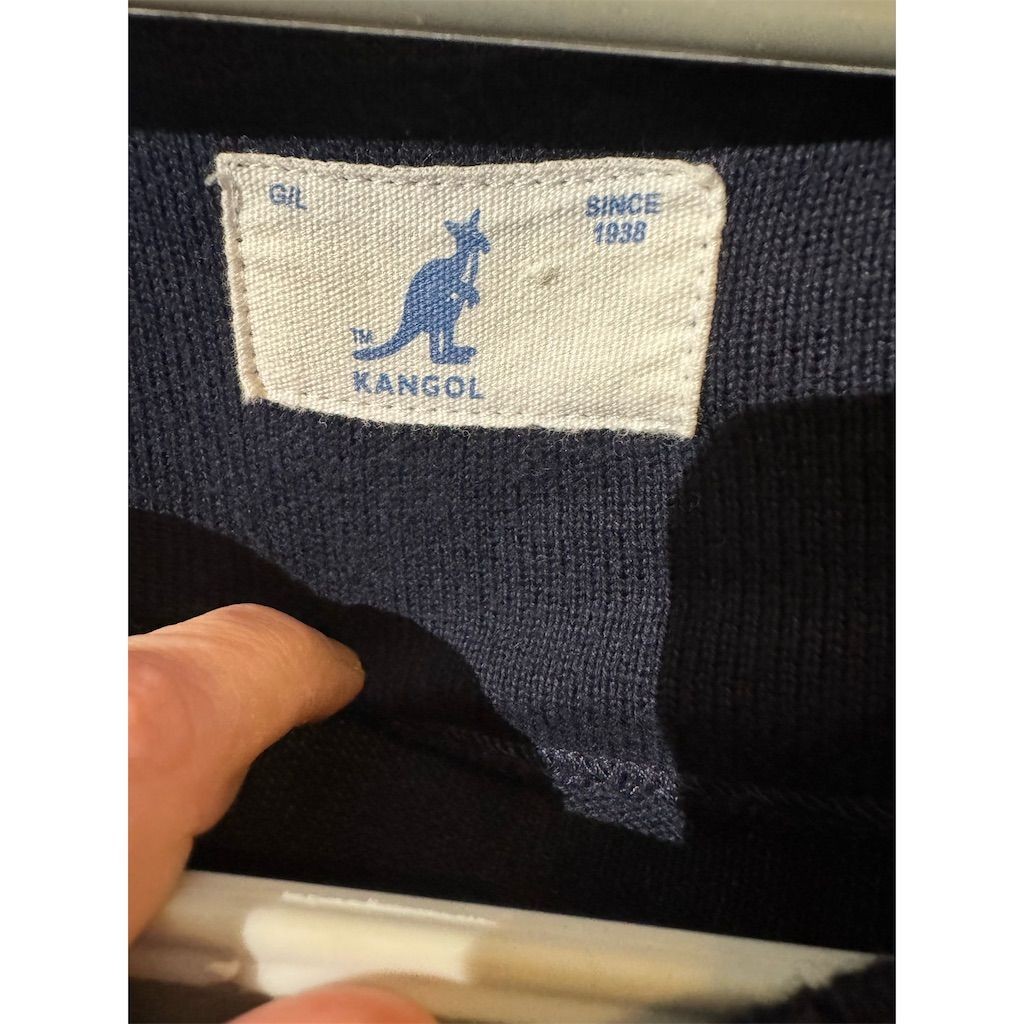 G/L
SINCE
1938
TM
KANGOL